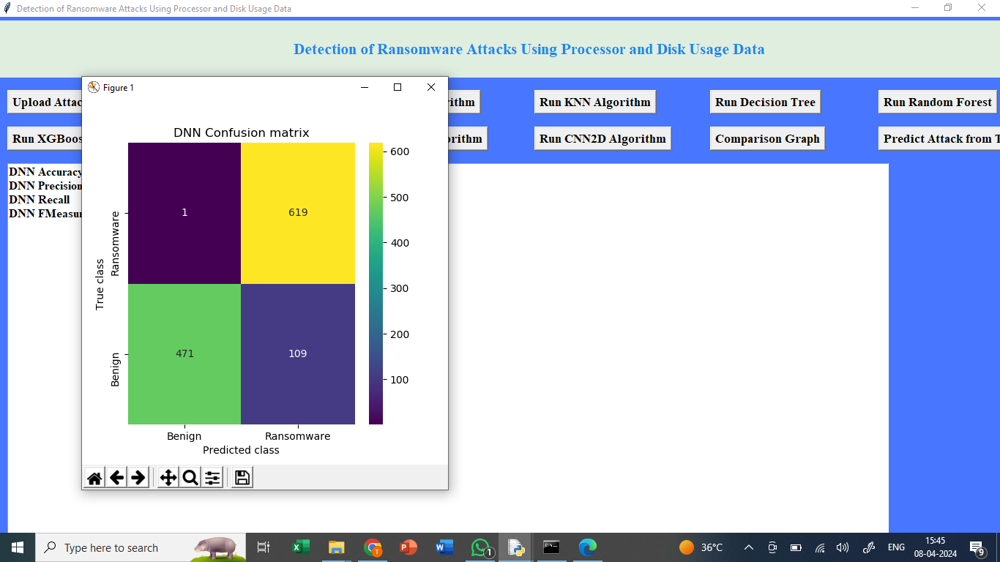 Detection of Ransomware Attacks Using Processor and Disk Usage Data
Detection of Ransomware Attacks Using Processor and Disk Usage Data
Upload Attac
ithm
Run KNN Algorithm
Run Decision Tree
Run Random Forest
Run XGBoos
orithm
Run CNN2D Algorithm
Comparison Graph
Predict Attack from T
DNN Accuracy
DNN Precision
DNN Recall
DNN FMeasur
Figure 1
DNN Confusion matrix
True class
Ransomware
Benign
1
619
471
109
Benign
Ransomware
Predicted class
600
500
400
300
200
100
Type here to search
36°C
ENG
15:45
08-04-2024
1
9